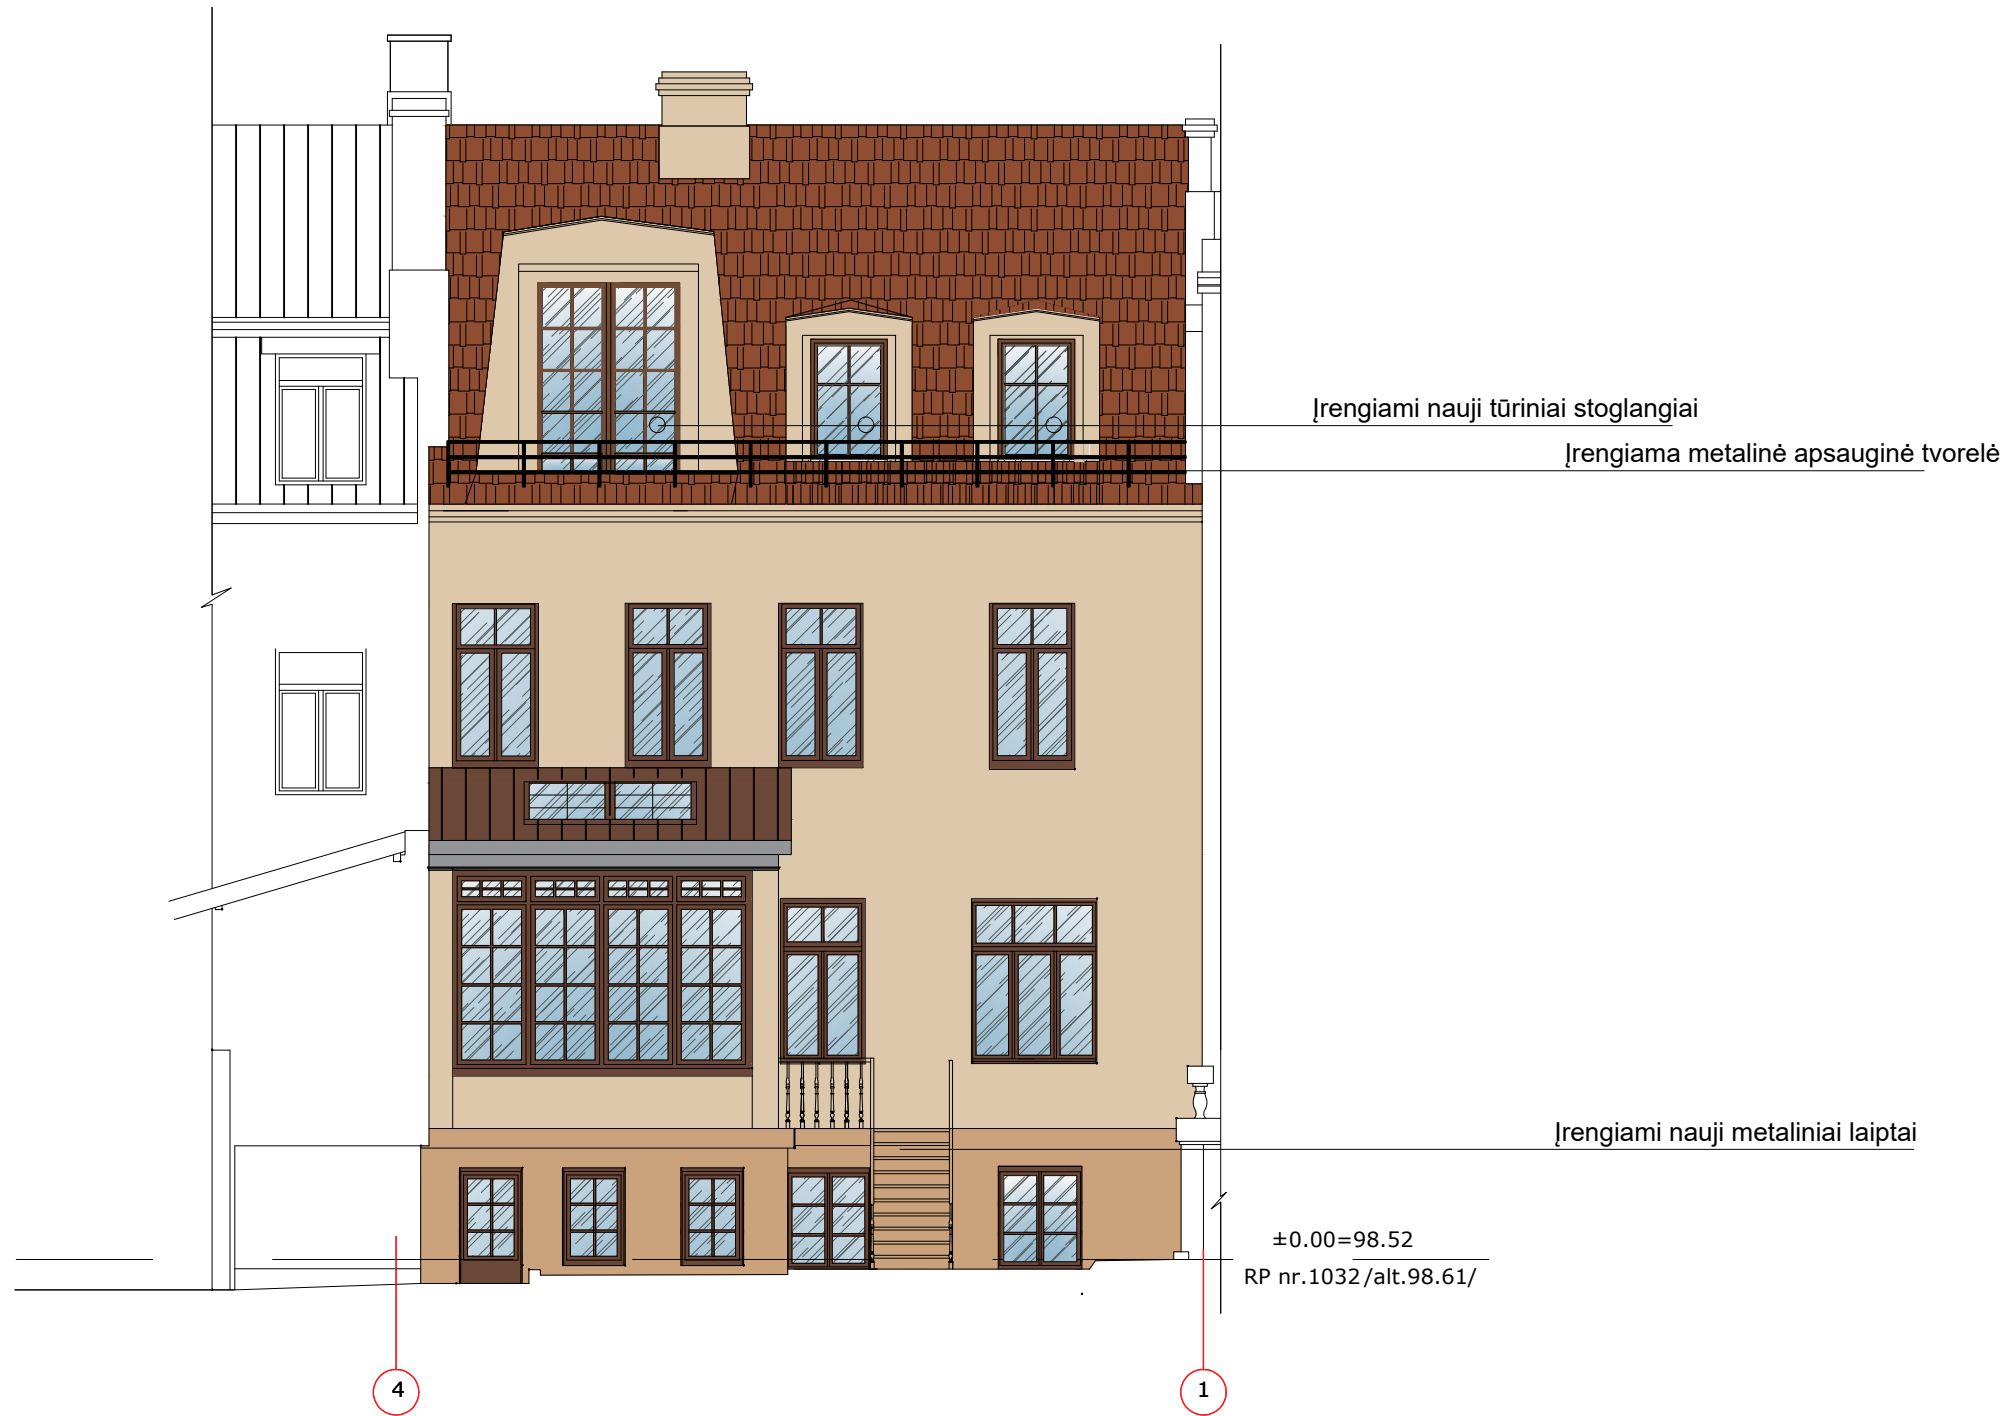 Įrengiami nauji tūriniai stoglangiai
Įrengiama metalinė apsauginė tvorelė
Įrengiami nauji metaliniai laiptai
±0.00=98.52
RP nr.1032/alt.98.61/
4
1